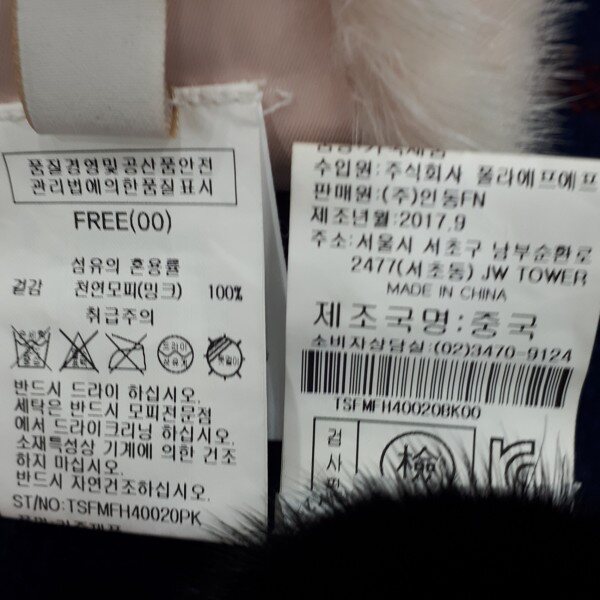 품질경영및공산품안전
관리법에의한품질표시
FREE(00)
섬유의 혼용률
겉감 천연모피(밍크) 100%
취급주의
드라이
반드시 드라이 하십시오.
세탁은 반드시 모피전문점
에서 드라이크리닝 하십시오.
소재특성상 기계에 의한 건조
하지 마십시오.
반드시 자연건조하십시오.
ST/NO:TSFMFH40020PK
수입원:주식회사 폴라에프에프
판매원:(주)인동FN
제조년월:2017.9
주소:서울시 서초구 남부순환로
2477(서초동) JW TOWER
MADE IN CHINA
제조국명:중국
소비자상담실:(02)3470-9124
TSFMFH40020BK00
검
사
檢